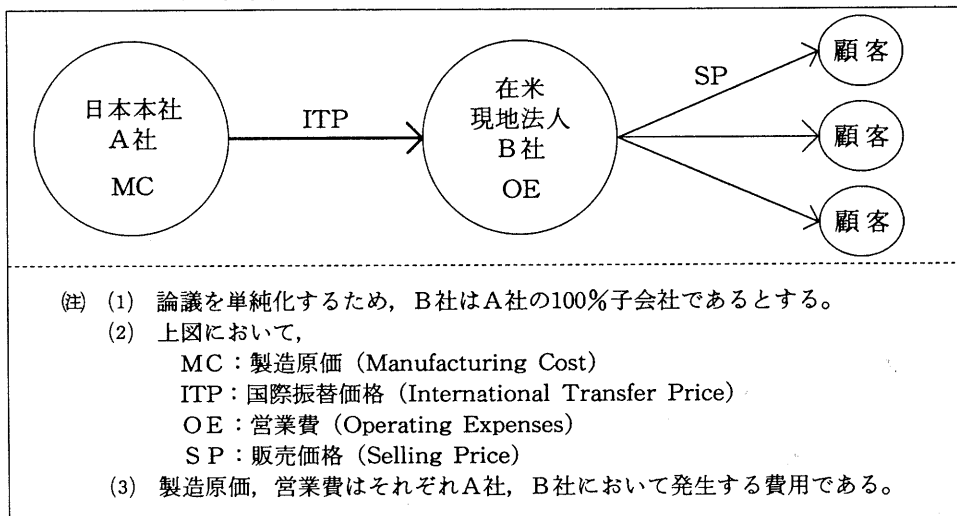 日本本社
A社
MC
ITP
在米
現地法人
B社
OE
SP
顧客
顧客
顧客
㊟ (1) 論議を単純化するため，B社はA社の100％子会社であるとする。
(2) 上図において，
MC：製造原価（Manufacturing Cost）
ITP：国際振替価格（International Transfer Price）
OE：営業費（Operating Expenses）
SP：販売価格（Selling Price）
(3) 製造原価，営業費はそれぞれA社，B社において発生する費用である。